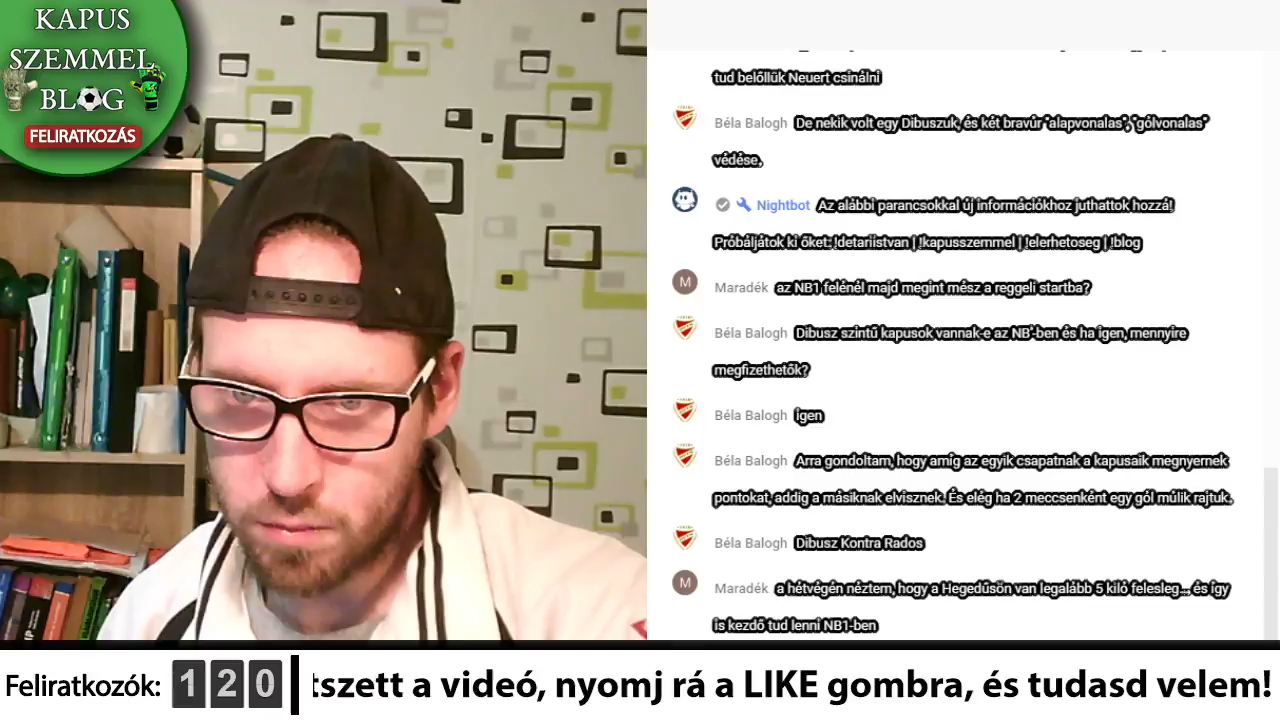 KAPUS
SZEMMEL
BLOG
FELIRATKOZÁS
tud belőllük Neuert csinálni
Béla Balogh De nekik volt egy Dibuszuk, és két bravúr "alapvonalas", "gólvonalas"
védése.
Nightbot Az alábbi parancsokkal új információkhoz juthattok hozzá!
Próbáljátok ki őket: !detariistvan | !kapusszemmel | !elerhetoseg | !blog
M Maradék az NB1 felénél majd megint mész a reggeli startba?
Béla Balogh Dibusz szintű kapusok vannak-e az NB'-ben és ha igen, mennyire
megfizethetők?
Béla Balogh igen
Béla Balogh Arra gondoltam, hogy amíg az egyik csapatnak a kapusaik megnyernek
pontokat, addig a másiknak elvisznek. És elég ha 2 meccsenként egy gól múlik rajtuk.
Béla Balogh Dibusz Kontra Rados
M Maradék a hétvégén néztem, hogy a Hegedűsön van legalább 5 kiló felesleg... és így
is kezdő tud lenni NB1-ben
Feliratkozók: 120 tszett a videó, nyomj rá a LIKE gombra, és tudasd velem!